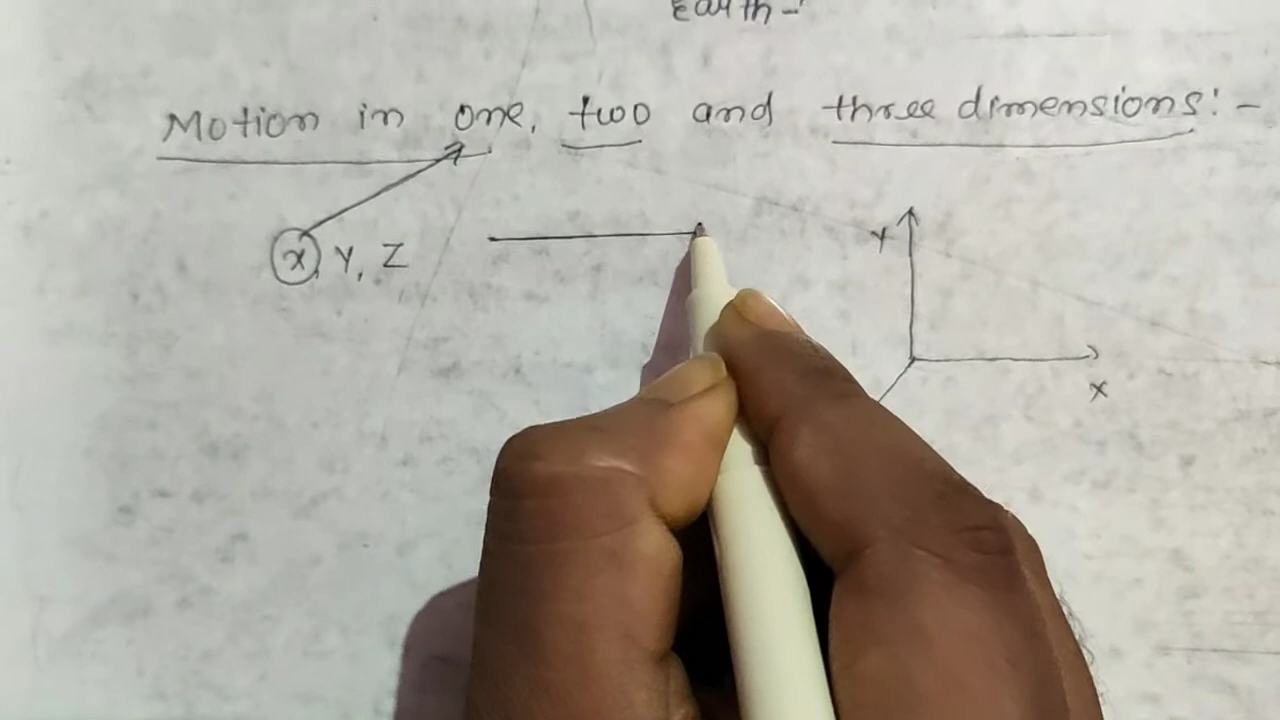 Earth-
Motion in one, two and three dimensions:-
x, Y, Z
Y
x